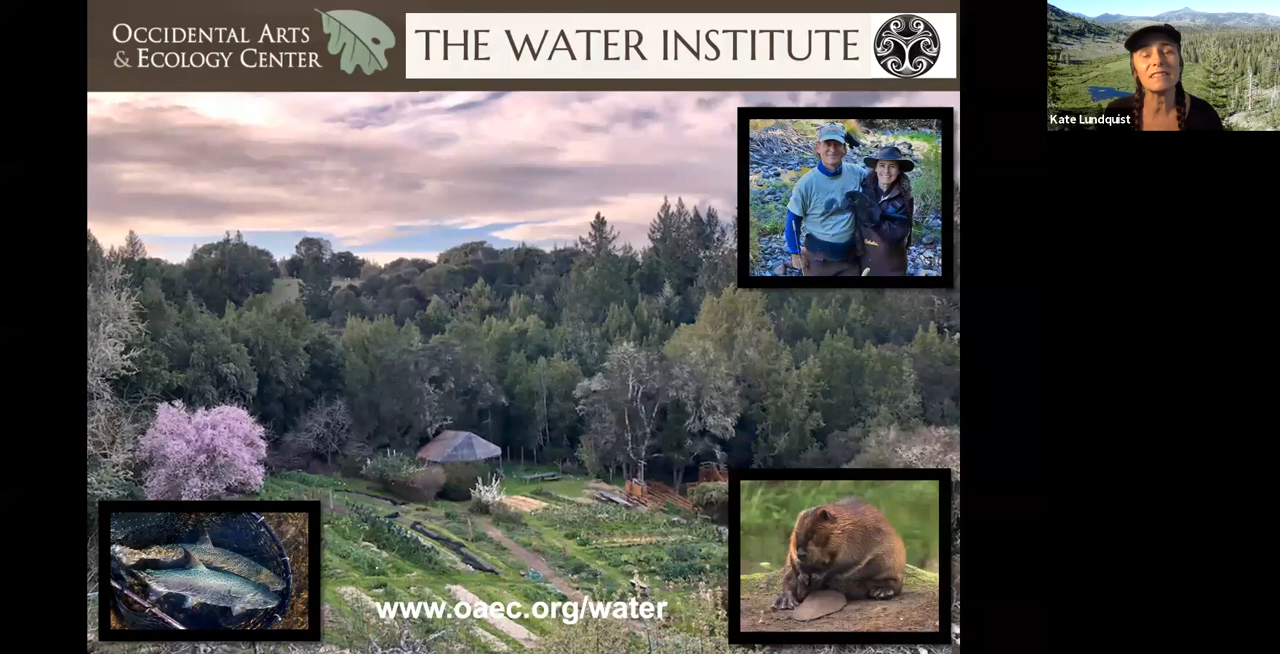 OCCIDENTAL ARTS
& ECOLOGY CENTER
THE WATER INSTITUTE
Kate Lundquist
www.oaec.org/water